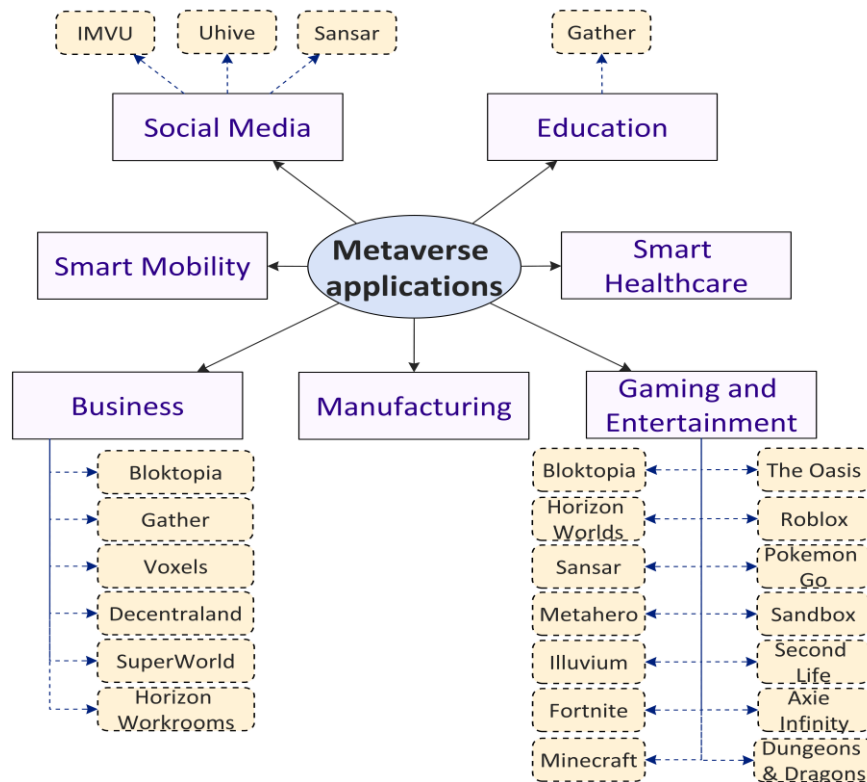 IMVU
Uhive
Sansar
Gather
Social Media
Education
Smart Mobility
Metaverse
applications
Smart
Healthcare
Business
Manufacturing
Gaming and
Entertainment
Bloktopia
Gather
Voxels
Decentraland
SuperWorld
Horizon
Workrooms
Bloktopia
The Oasis
Horizon
Worlds
Roblox
Sansar
Pokemon
Go
Metahero
Sandbox
Illuvium
Second
Life
Fortnite
Axie
Infinity
Minecraft
Dungeons
& Dragons